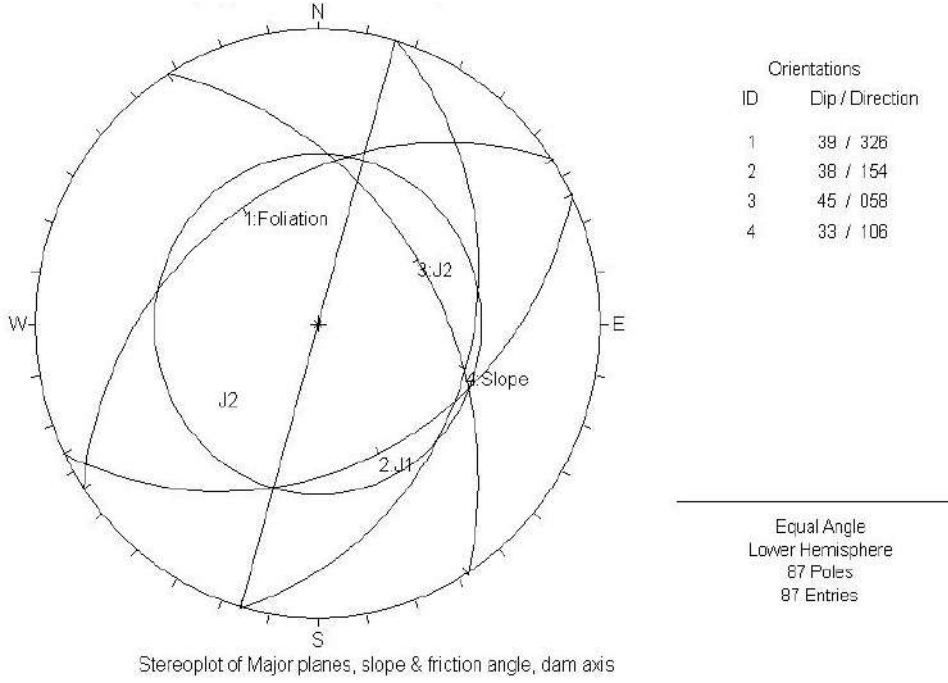 N
W
E
S
1:Foliation
3:J2
4:Slope
J2
2:J1
Orientations
ID Dip / Direction
1 39 / 326
2 38 / 154
3 45 / 058
4 33 / 106
Equal Angle
Lower Hemisphere
87 Poles
87 Entries
Stereoplot of Major planes, slope & friction angle, dam axis